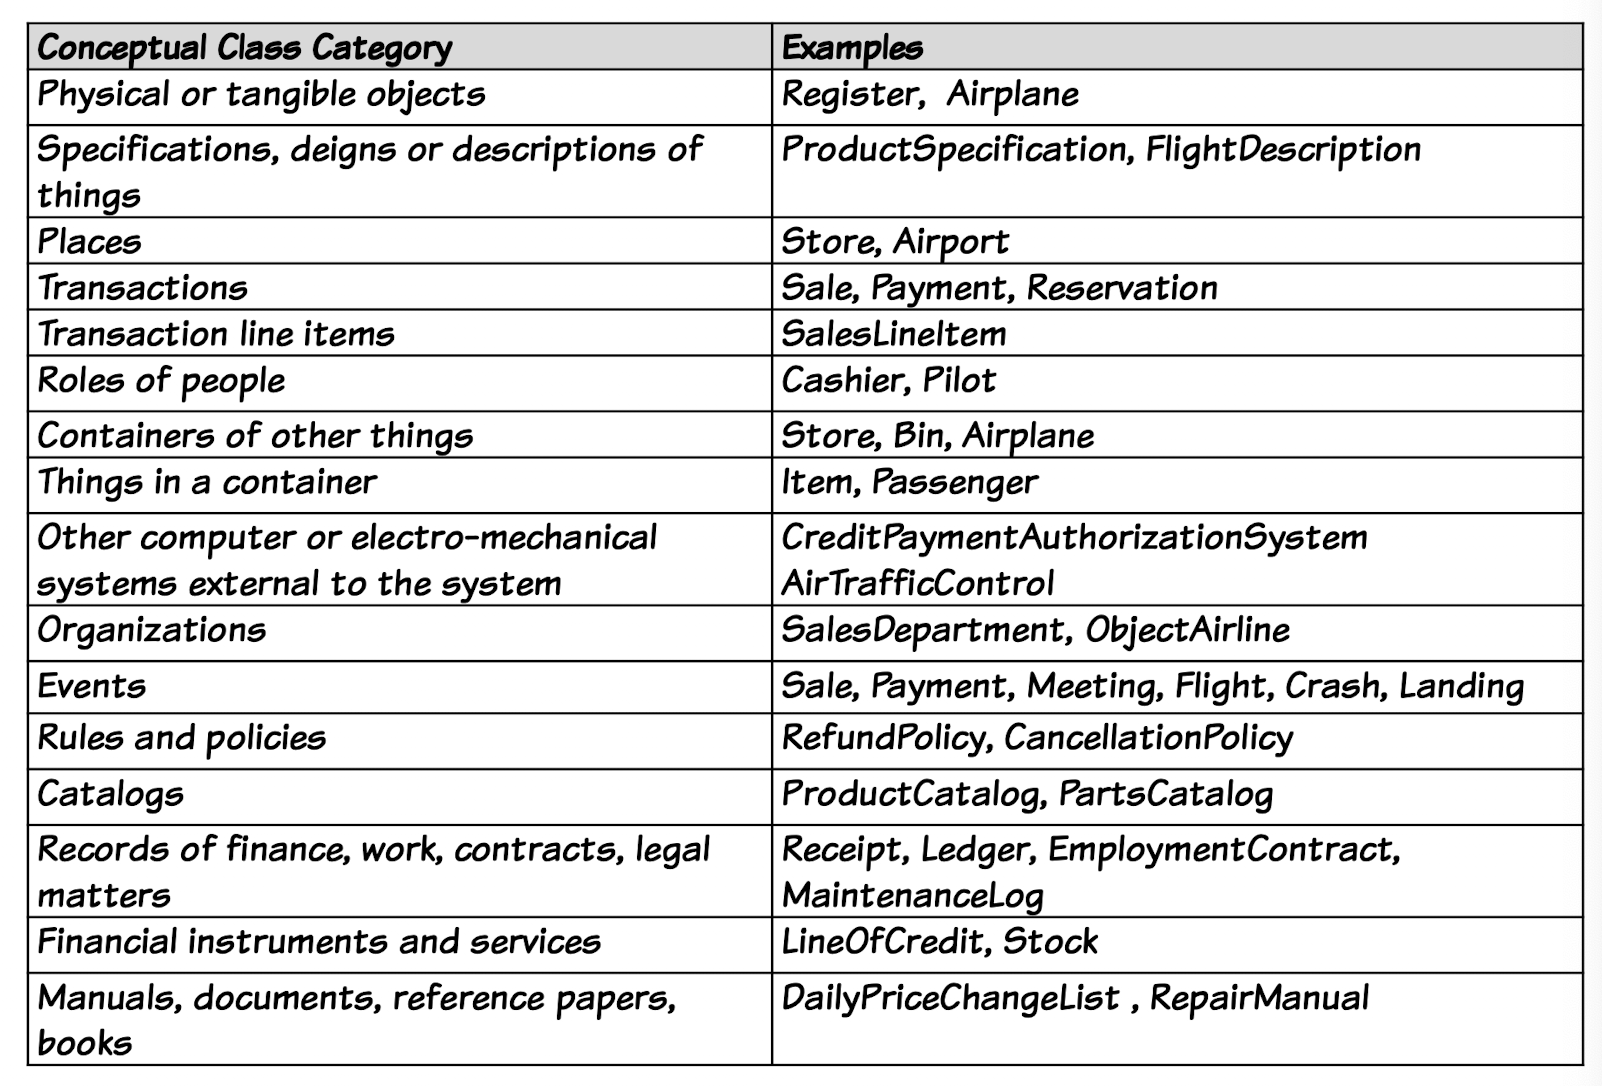 Conceptual Class Category Examples
Physical or tangible objects Register, Airplane
Specifications, deigns or descriptions of ProductSpecification, FlightDescription
things
Places Store, Airport
Transactions Sale, Payment, Reservation
Transaction line items SalesLineItem
Roles of people Cashier, Pilot
Containers of other things Store, Bin, Airplane
Things in a container Item, Passenger
Other computer or electro-mechanical CreditPaymentAuthorizationSystem
systems external to the system AirTrafficControl
Organizations SalesDepartment, ObjectAirline
Events Sale, Payment, Meeting, Flight, Crash, Landing
Rules and policies RefundPolicy, CancellationPolicy
Catalogs ProductCatalog, PartsCatalog
Records of finance, work, contracts, legal Receipt, Ledger, EmploymentContract,
matters MaintenanceLog
Financial instruments and services LineOfCredit, Stock
Manuals, documents, reference papers, DailyPriceChangeList , RepairManual
books